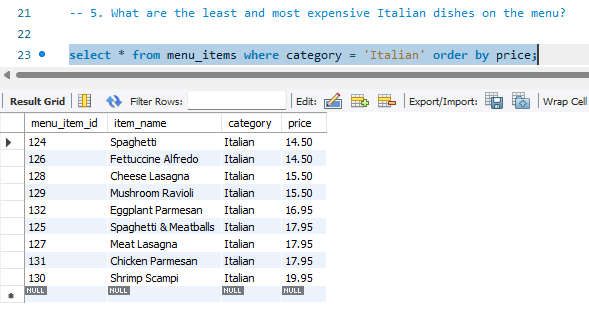 21 -- 5. What are the least and most expensive Italian dishes on the menu?
22
23 select * from menu_items where category = 'Italian' order by price;
Result Grid Filter Rows: Edit: Export/Import: Wrap Cell
menu_item_id item_name category price
124 Spaghetti Italian 14.50
126 Fettuccine Alfredo Italian 14.50
128 Cheese Lasagna Italian 15.50
129 Mushroom Ravioli Italian 15.50
132 Eggplant Parmesan Italian 16.95
125 Spaghetti & Meatballs Italian 17.95
127 Meat Lasagna Italian 17.95
131 Chicken Parmesan Italian 17.95
130 Shrimp Scampi Italian 19.95
NULL NULL NULL NULL